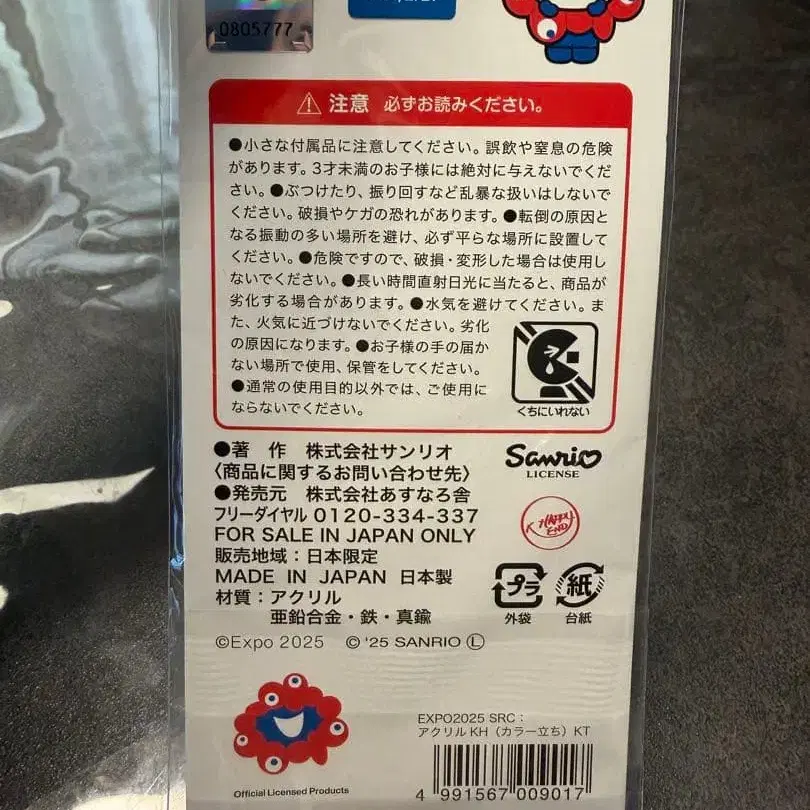 0805777
⚠ 注意 必ずお読みください。
●小さな付属品に注意してください。誤飲や窒息の危険
があります。3才未満のお子様には絶対に与えないでくだ
さい。●ぶつけたり、振り回すなど乱暴な扱いはしないで
ください。破損やケガの恐れがあります。●転倒の原因と
なる振動の多い場所を避け、必ず平らな場所に設置して
ください。●危険ですので、破損・変形した場合は使用し
ないでください。●長い時間直射日光に当たると、商品が
劣化する場合があります。●水気を避けてください。ま
た、火気に近づけないでください。劣化
の原因になります。●お子様の手の届か
ない場所で使用、保管をしてください。
●通常の使用目的以外では、ご使用に
ならないでください。
くちにいれない
●著 作 株式会社サンリオ
〈商品に関するお問い合わせ先〉
●発売元 株式会社あすなろ舎
フリーダイヤル 0120-334-337
FOR SALE IN JAPAN ONLY
販売地域：日本限定
MADE IN JAPAN 日本製
材質：アクリル
亜鉛合金・鉄・真鍮
Sanrio
LICENSE
K HAPPY
END
プラ
外袋
紙
台紙
©Expo 2025 © '25 SANRIO Ⓛ
Official Licensed Products
EXPO2025 SRC：
アクリルKH（カラー立ち）KT
4 991567 009017